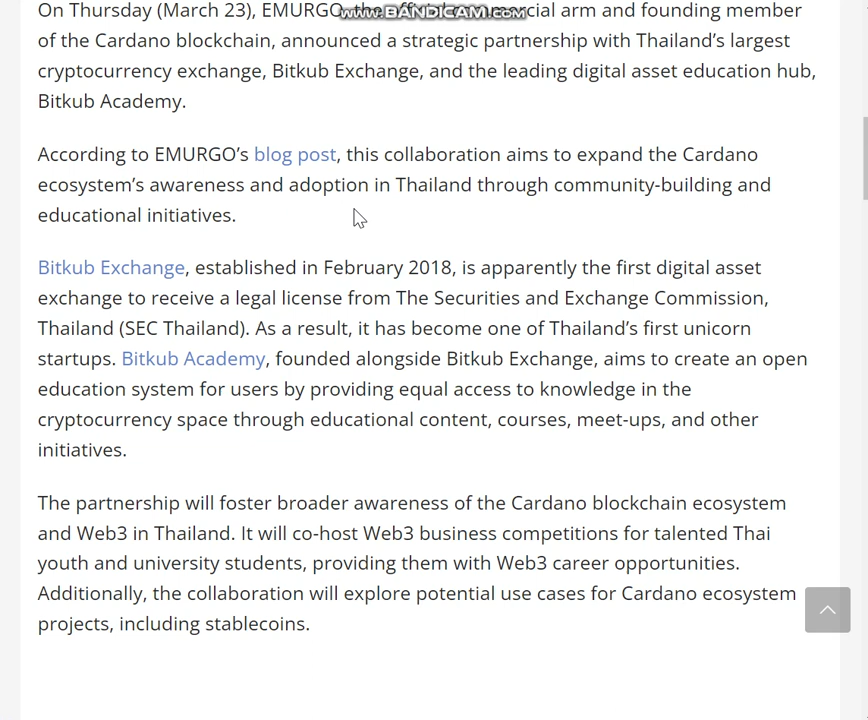 On Thursday (March 23), EMURGO, the official commercial arm and founding member
www.BANDICAM.com
of the Cardano blockchain, announced a strategic partnership with Thailand's largest
cryptocurrency exchange, Bitkub Exchange, and the leading digital asset education hub,
Bitkub Academy.
According to EMURGO's blog post, this collaboration aims to expand the Cardano
ecosystem's awareness and adoption in Thailand through community-building and
educational initiatives.
Bitkub Exchange, established in February 2018, is apparently the first digital asset
exchange to receive a legal license from The Securities and Exchange Commission,
Thailand (SEC Thailand). As a result, it has become one of Thailand's first unicorn
startups. Bitkub Academy, founded alongside Bitkub Exchange, aims to create an open
education system for users by providing equal access to knowledge in the
cryptocurrency space through educational content, courses, meet-ups, and other
initiatives.
The partnership will foster broader awareness of the Cardano blockchain ecosystem
and Web3 in Thailand. It will co-host Web3 business competitions for talented Thai
youth and university students, providing them with Web3 career opportunities.
Additionally, the collaboration will explore potential use cases for Cardano ecosystem
projects, including stablecoins.